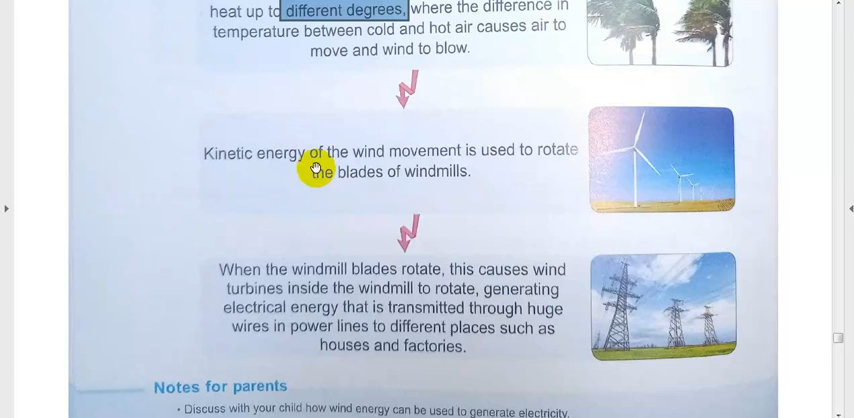 heat up to different degrees, where the difference in
temperature between cold and hot air causes air to
move and wind to blow.
Kinetic energy of the wind movement is used to rotate
the blades of windmills.
When the windmill blades rotate, this causes wind
turbines inside the windmill to rotate, generating
electrical energy that is transmitted through huge
wires in power lines to different places such as
houses and factories.
Notes for parents
• Discuss with your child how wind energy can be used to generate electricity.